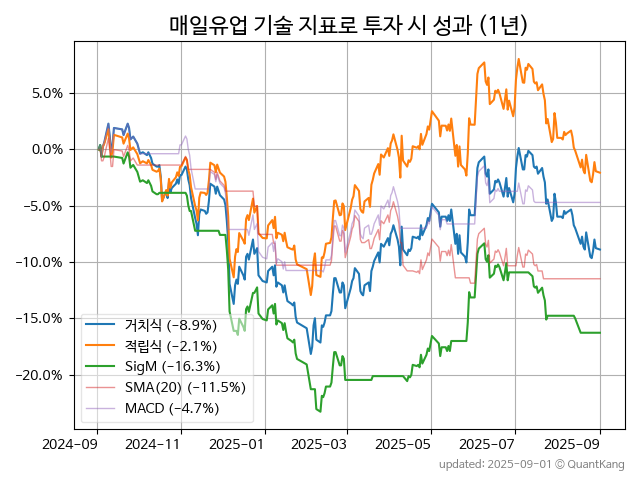 매일유업 기술 지표로 투자 시 성과 (1년)
5.0%
0.0%
−5.0%
−10.0%
−15.0%
−20.0%
거치식 (−8.9%)
적립식 (−2.1%)
SigM (−16.3%)
SMA(20) (−11.5%)
MACD (−4.7%)
2024-09 2024-11 2025-01 2025-03 2025-05 2025-07 2025-09
updated: 2025-09-01 © QuantKang